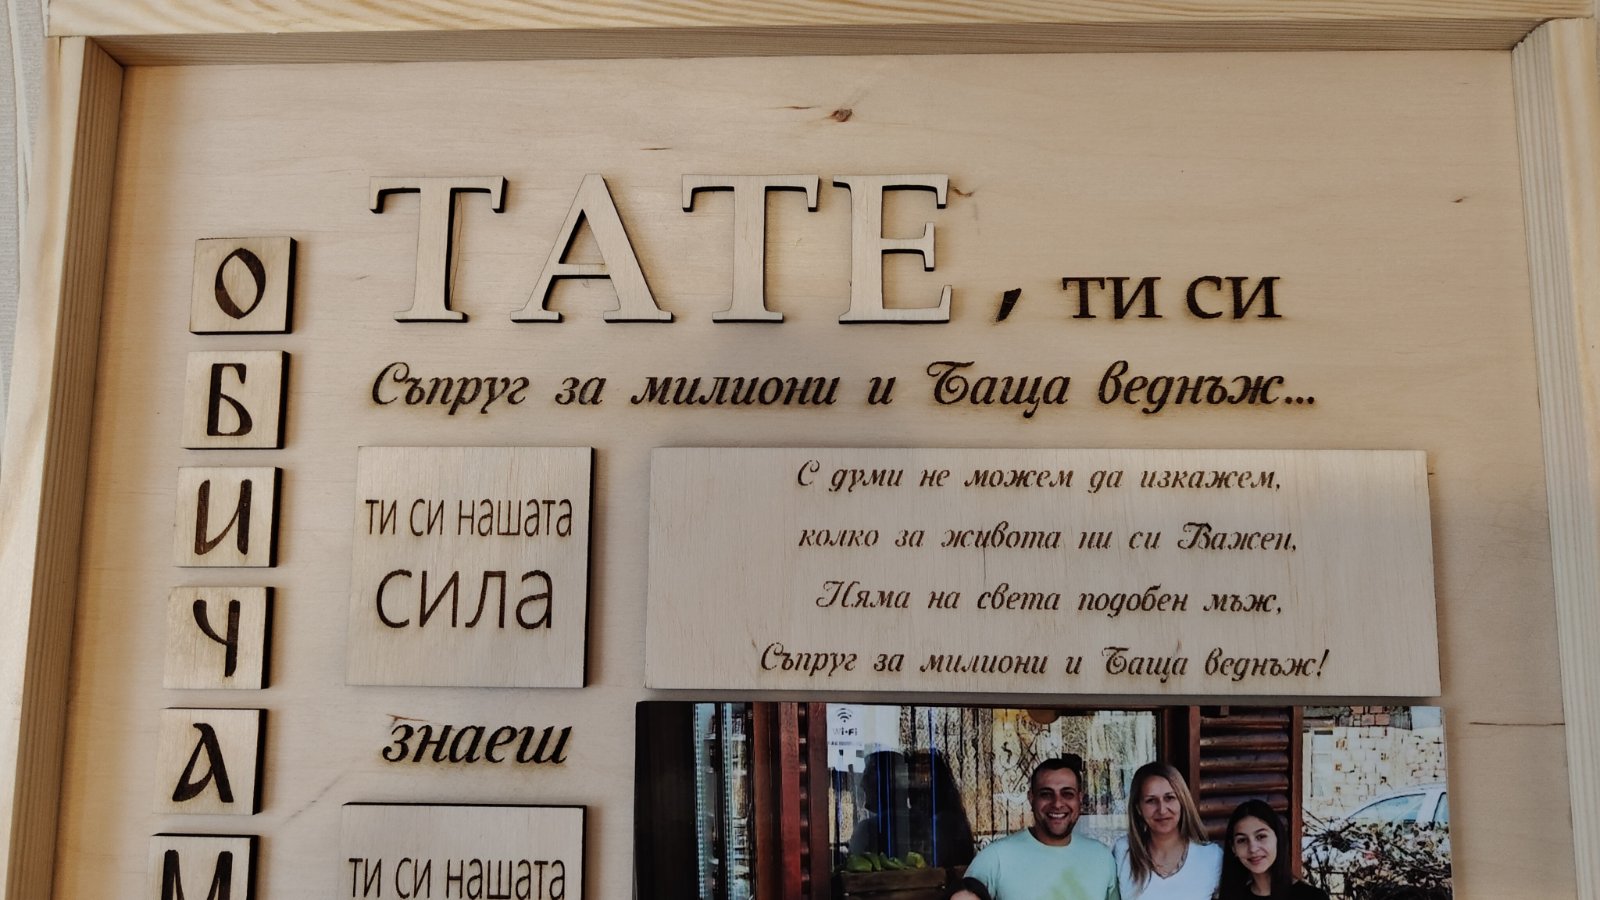 ОБИЧАМ
ТАТЕ, ти си
Съпруг за милиони и Баща веднъж...
ти си нашата
сила
знаеш
ти си нашата
С думи не можем да изкажем,
колко за живота ни си Важен,
Няма на света подобен мъж,
Съпруг за милиони и Баща веднъж!
Wi-Fi